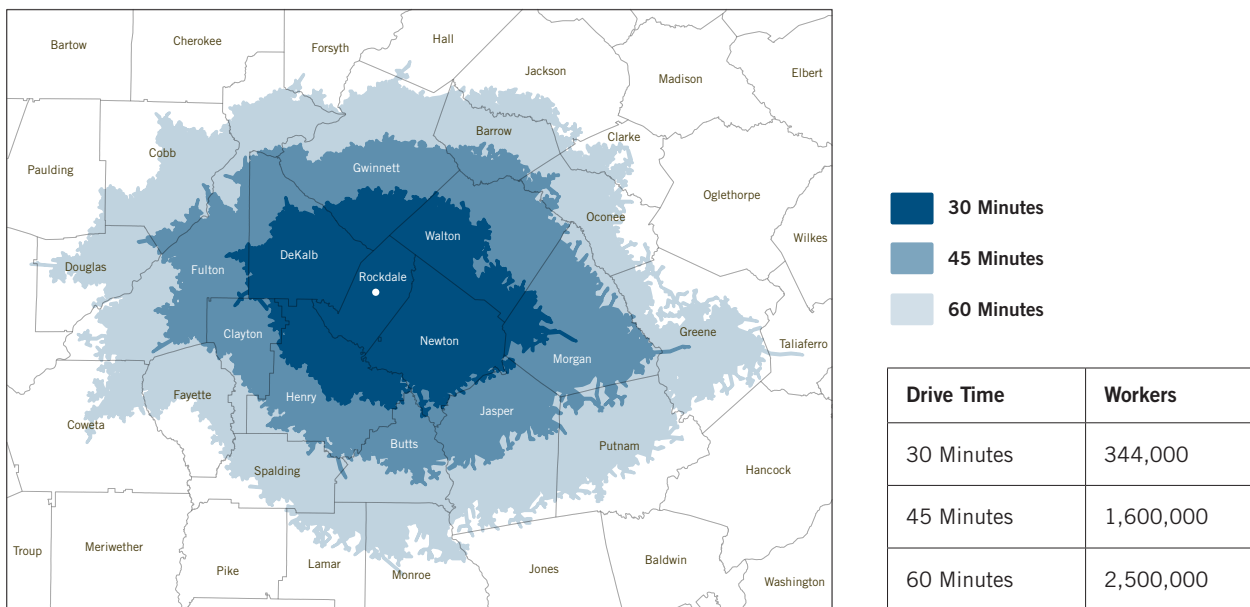 Bartow
Cherokee
Forsyth
Hall
Jackson
Madison
Elbert
Paulding
Cobb
Gwinnett
Barrow
Clarke
Oglethorpe
Wilkes
Oconee
Douglas
Fulton
DeKalb
Walton
Rockdale
Clayton
Newton
Morgan
Greene
Taliaferro
Fayette
Henry
Jasper
Coweta
Butts
Putnam
Spalding
Hancock
Troup
Meriwether
Pike
Lamar
Monroe
Jones
Baldwin
Washington
30 Minutes
45 Minutes
60 Minutes
Drive Time Workers
30 Minutes 344,000
45 Minutes 1,600,000
60 Minutes 2,500,000